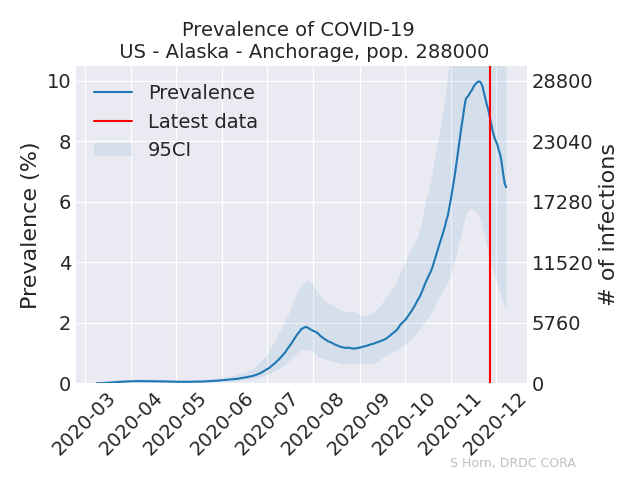 Prevalence of COVID-19
US - Alaska - Anchorage, pop. 288000
Prevalence
Latest data
95CI
Prevalence (%)
10
8
6
4
2
0
28800
23040
17280
11520
5760
0
# of infections
2020-03
2020-04
2020-05
2020-06
2020-07
2020-08
2020-09
2020-10
2020-11
2020-12
S Horn, DRDC CORA